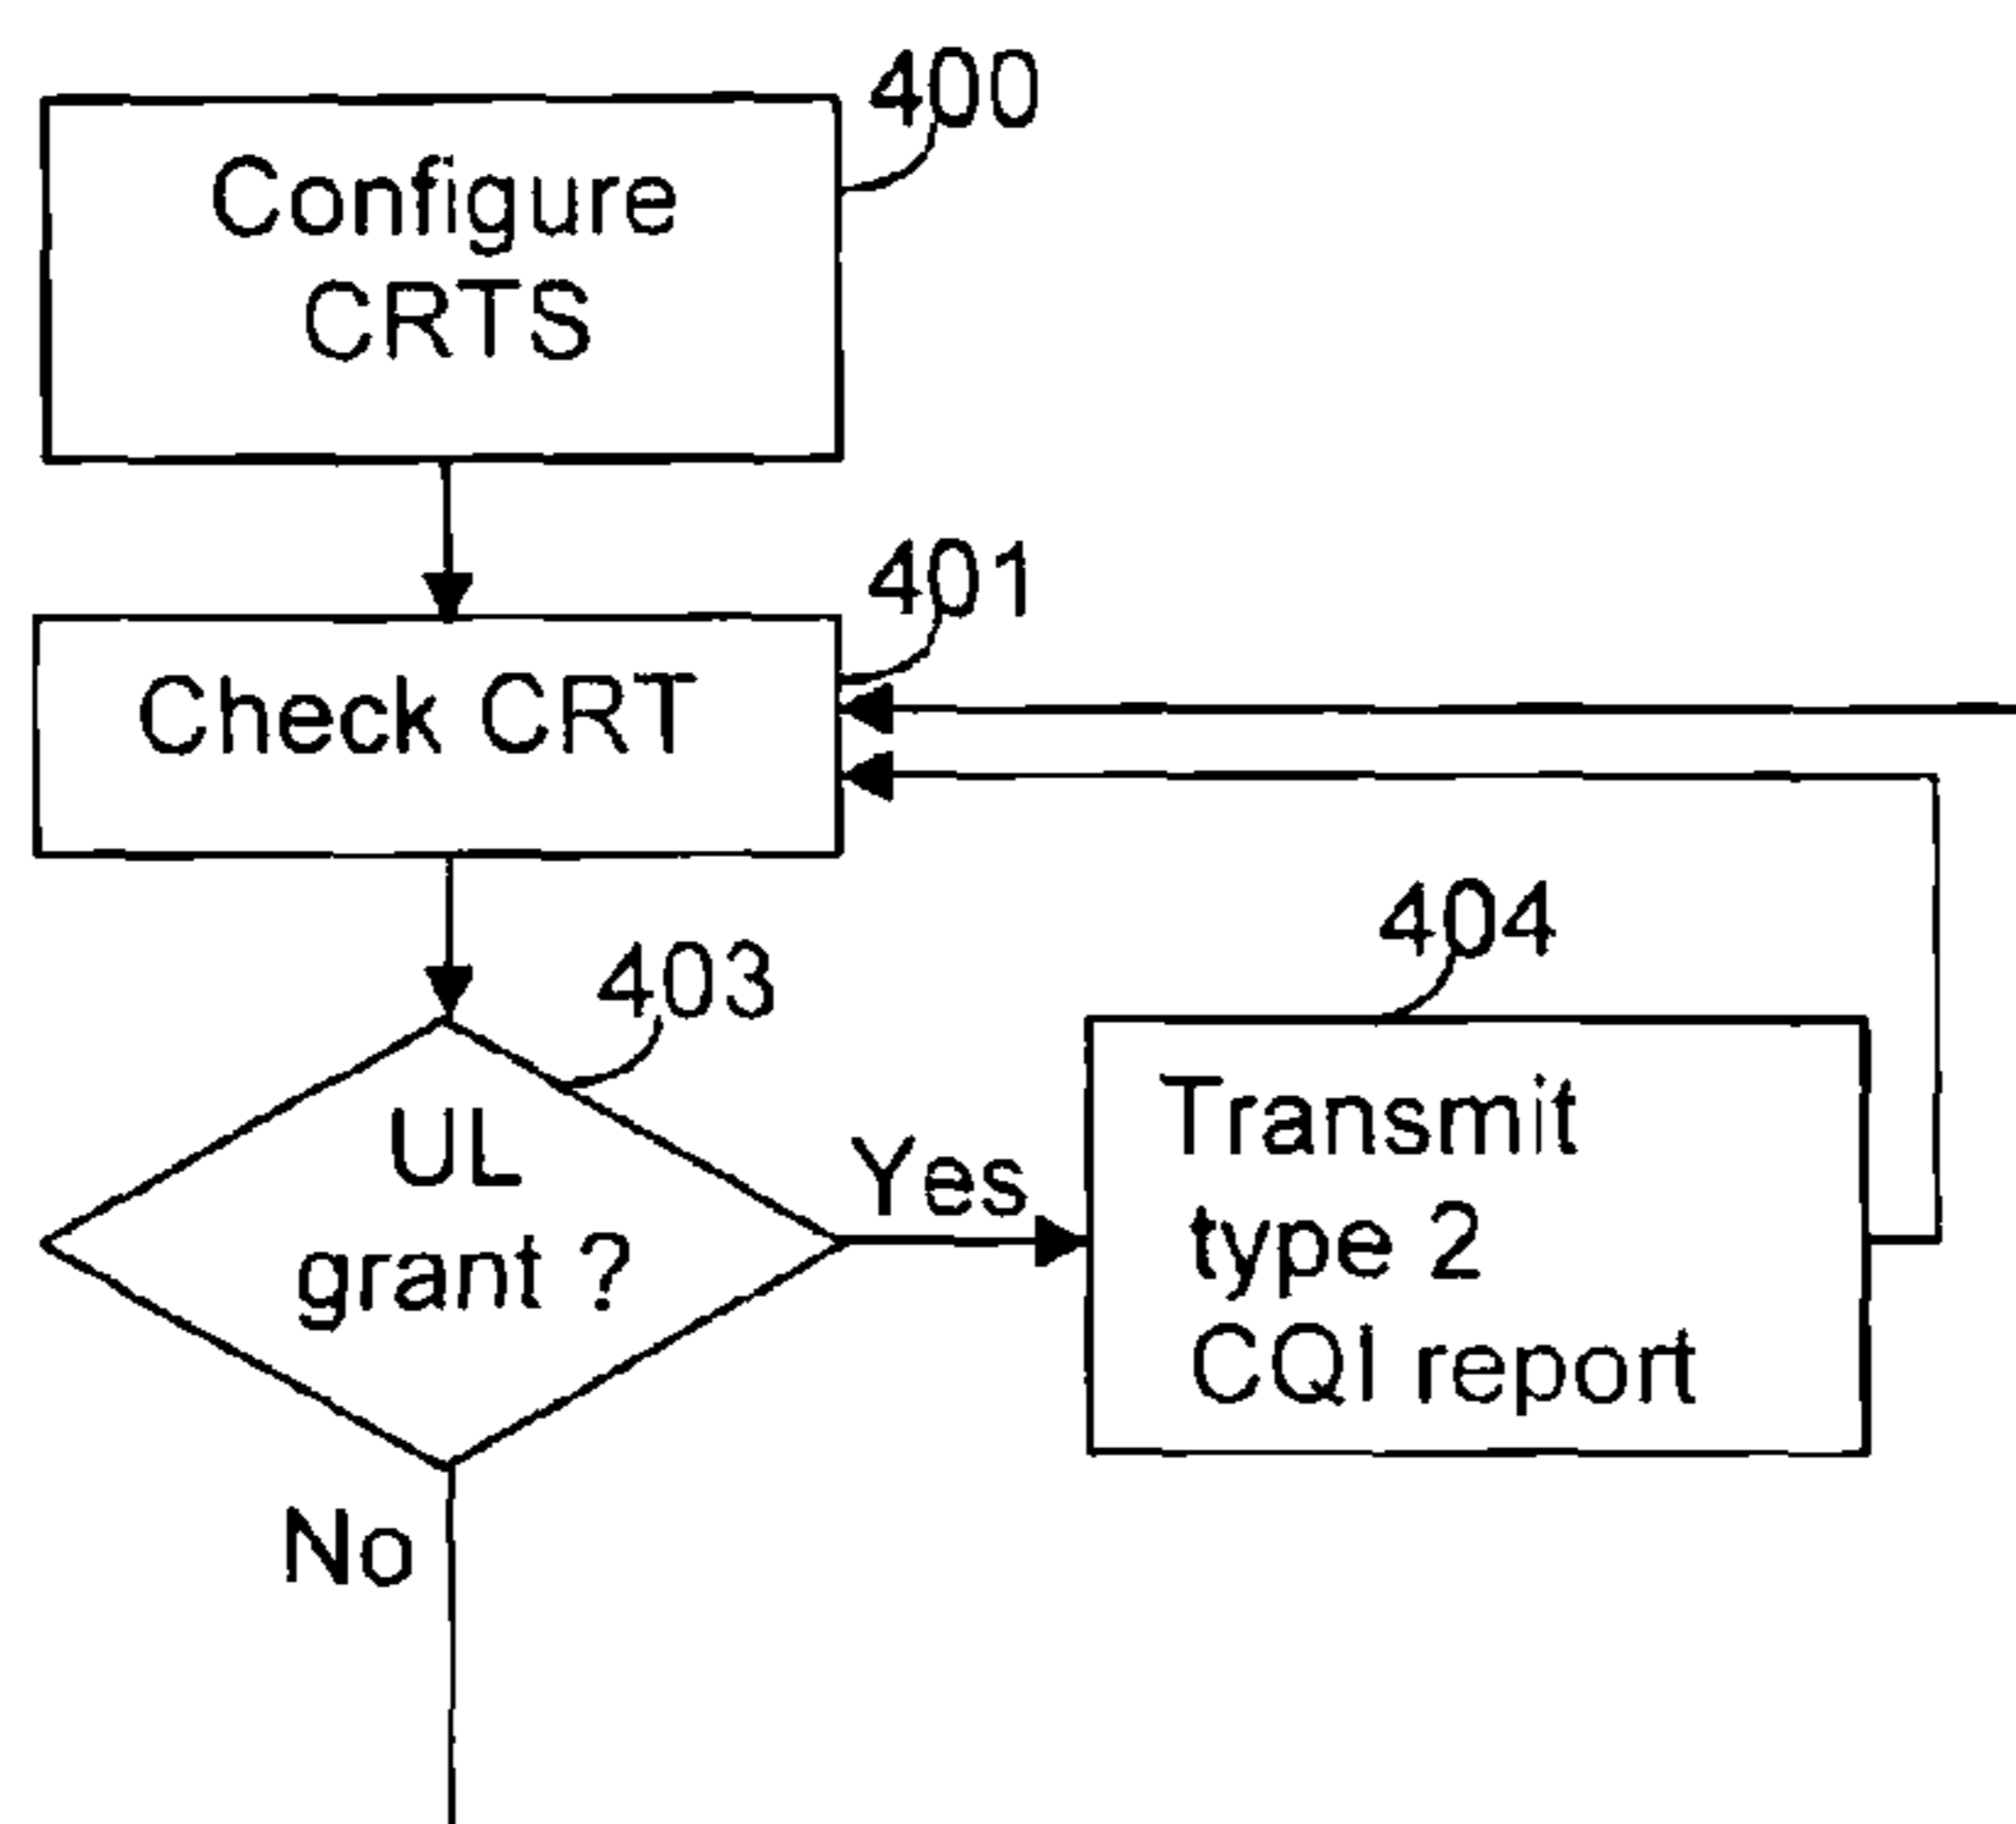 400
Configure
CRTS
401
Check CRT
403
404
UL
grant ?
Yes
Transmit
type 2
CQI report
No